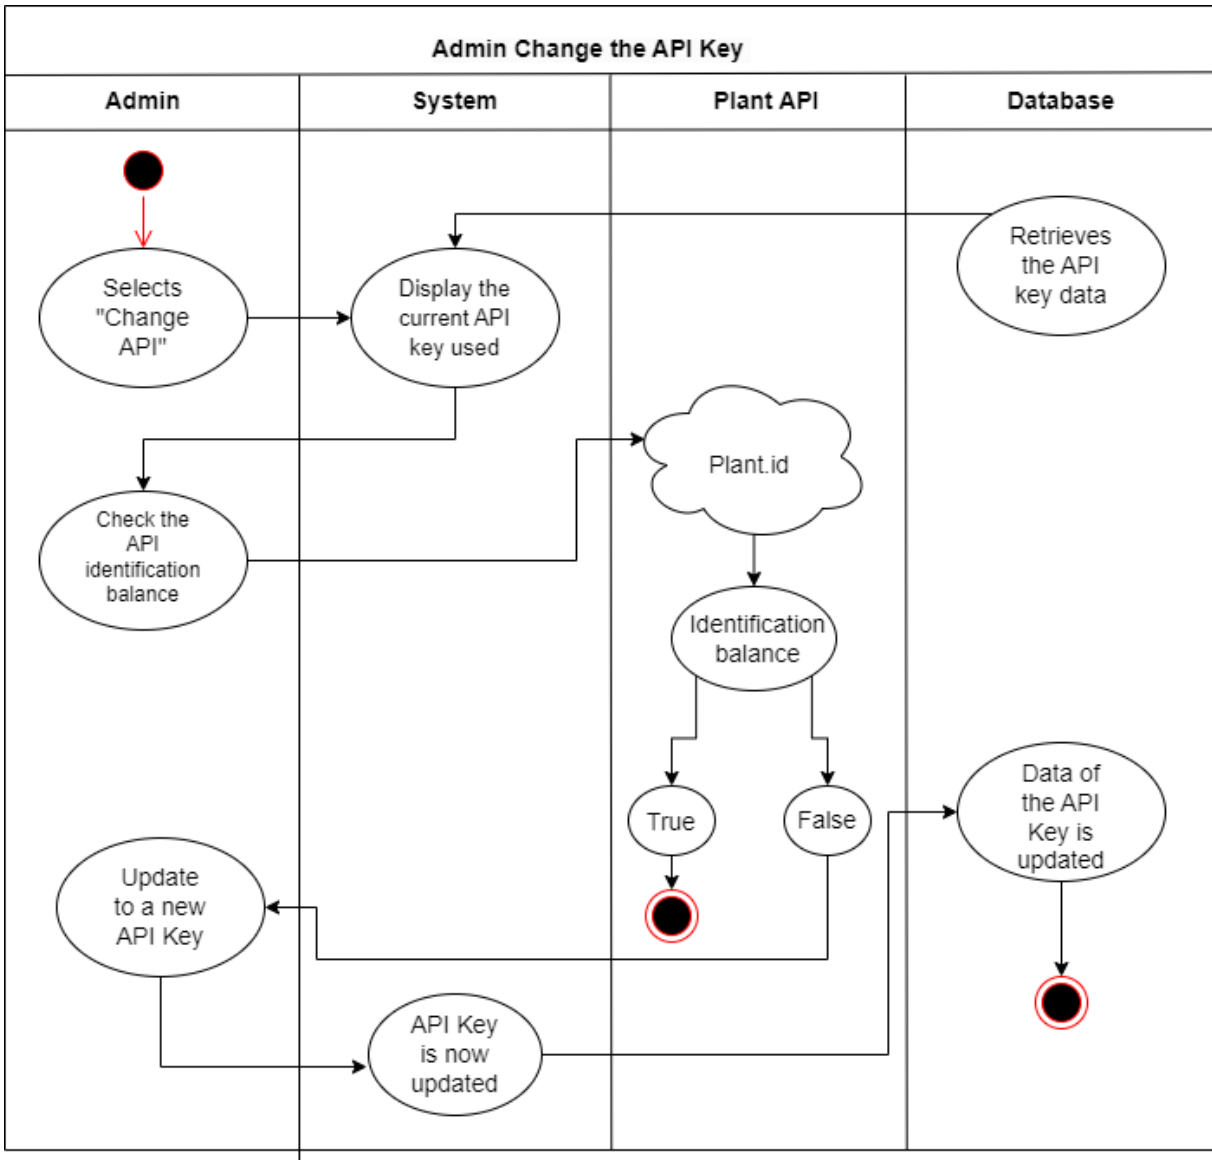 Admin Change the API Key
Admin
System
Plant API
Database
Selects
"Change
API"
Display the
current API
key used
Retrieves
the API
key data
Plant.id
Check the
API
identification
balance
Identification
balance
True
False
Data of
the API
Key is
updated
Update
to a new
API Key
API Key
is now
updated